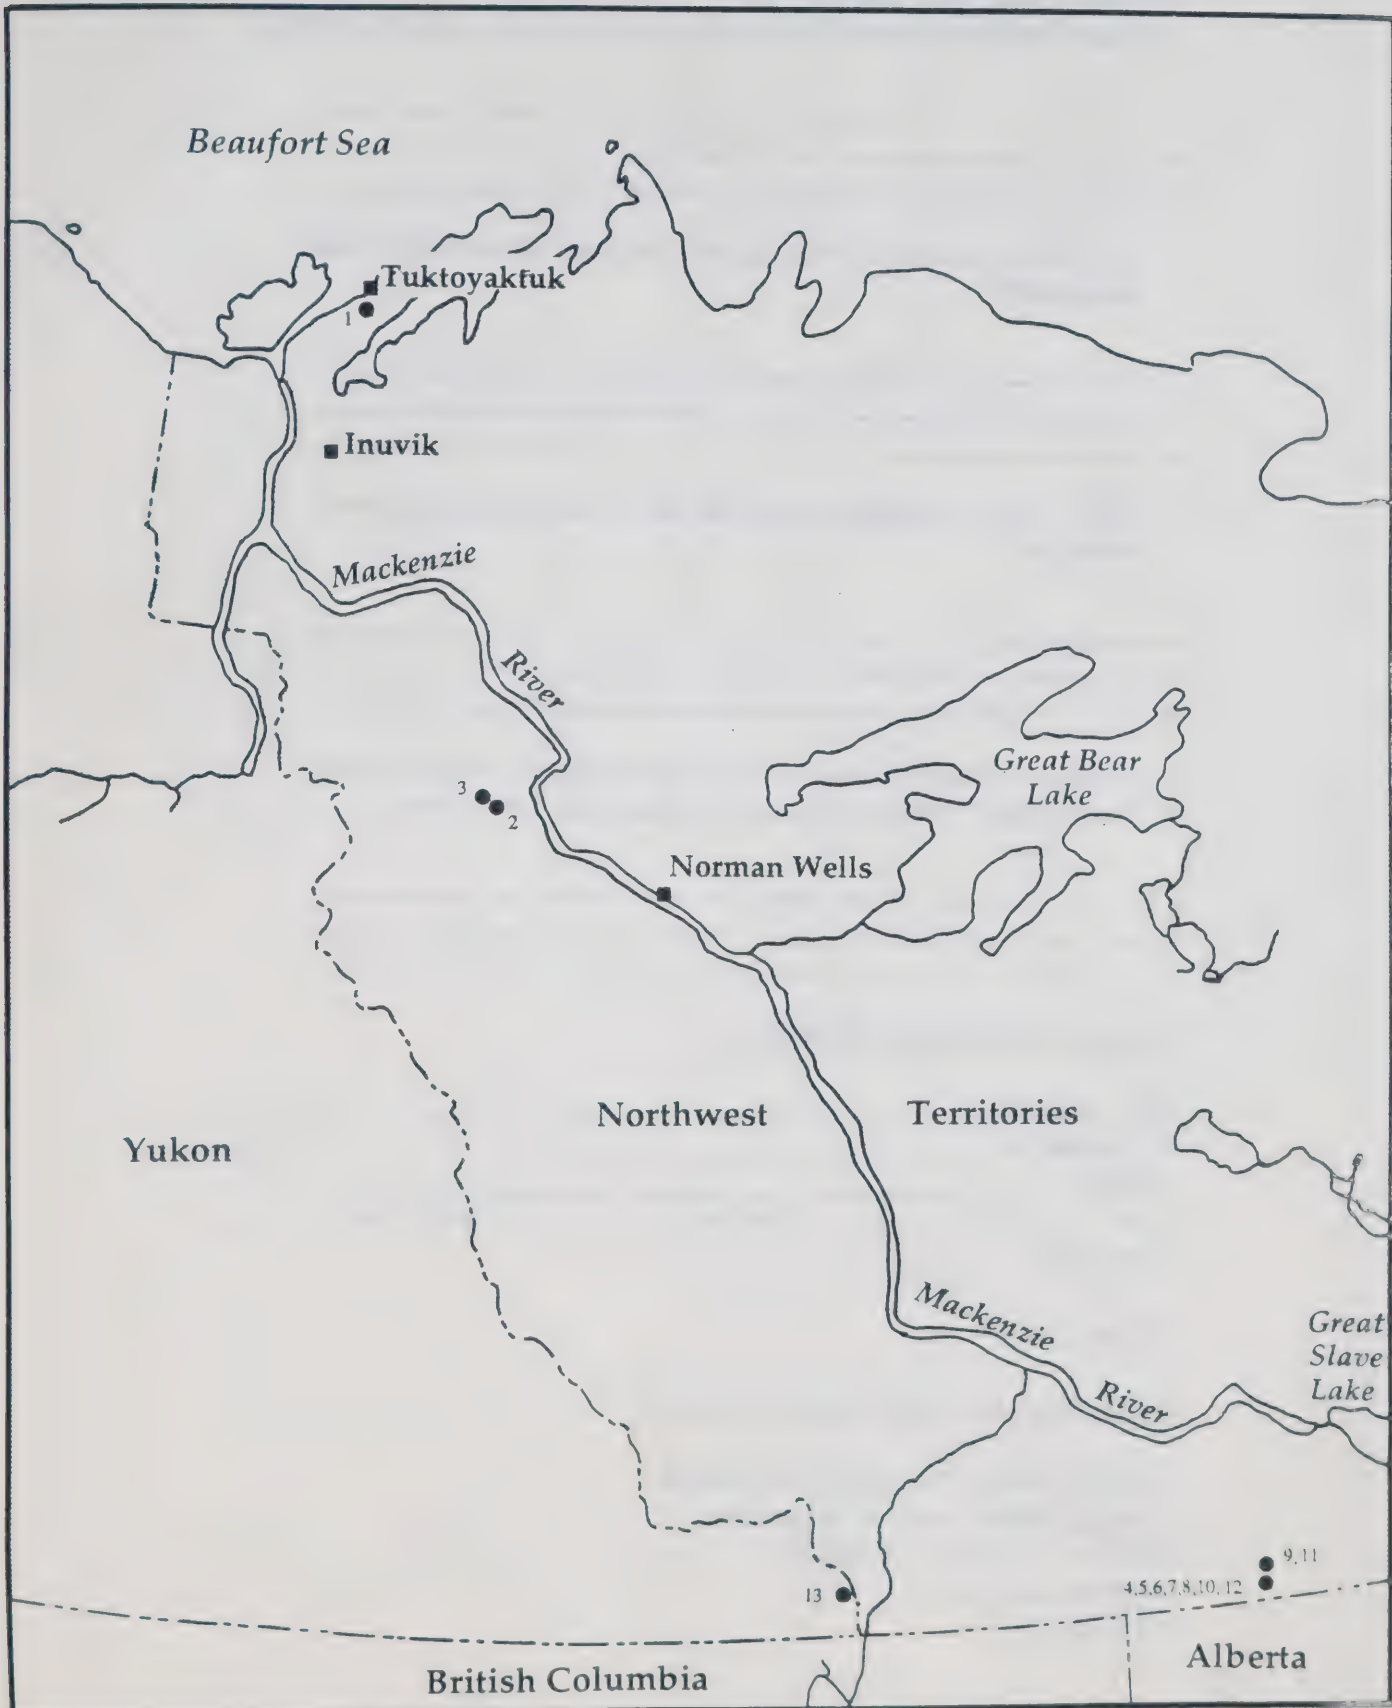 Beaufort Sea
Tuktoyaktuk
1
Inuvik
Mackenzie
River
Great Bear
Lake
3
2
Norman Wells
Northwest
Territories
Yukon
Mackenzie
River
Great
Slave
Lake
9,11
4,5,6,7,8,10,12
13
Alberta
British Columbia